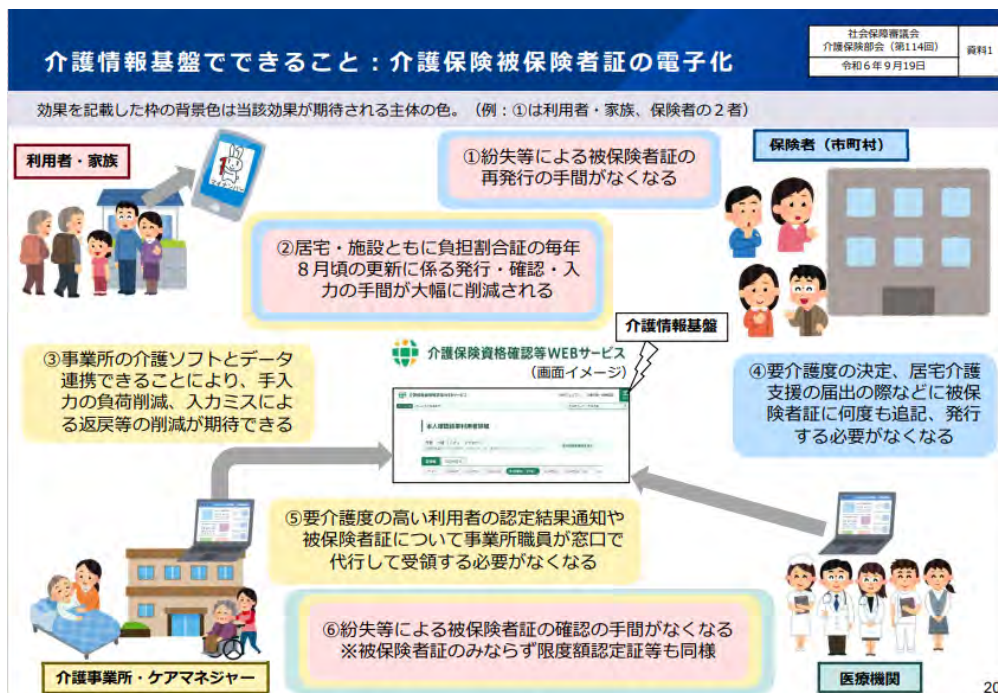 介護情報基盤でできること：介護保険被保険者証の電子化
社会保障審議会
介護保険部会（第114回）
令和６年９月19日
資料1
効果を記載した枠の背景色は当該効果が期待される主体の色。（例：①は利用者・家族、保険者の２者）
利用者・家族
マイナンバー
①紛失等による被保険者証の
再発行の手間がなくなる
保険者（市町村）
②居宅・施設ともに負担割合証の毎年
８月頃の更新に係る発行・確認・入
力の手間が大幅に削減される
介護情報基盤
③事業所の介護ソフトとデータ
連携できることにより、手入
力の負荷削減、入力ミスによ
る返戻等の削減が期待できる
介護保険資格確認等WEBサービス
（画面イメージ）
④要介護度の決定、居宅介護
支援の届出の際などに被保
険者証に何度も追記、発行
する必要がなくなる
⑤要介護度の高い利用者の認定結果通知や
被保険者証について事業所職員が窓口で
代行して受領する必要がなくなる
⑥紛失等による被保険者証の確認の手間がなくなる
※被保険者証のみならず限度額認定証等も同様
介護事業所・ケアマネジャー
医療機関
20